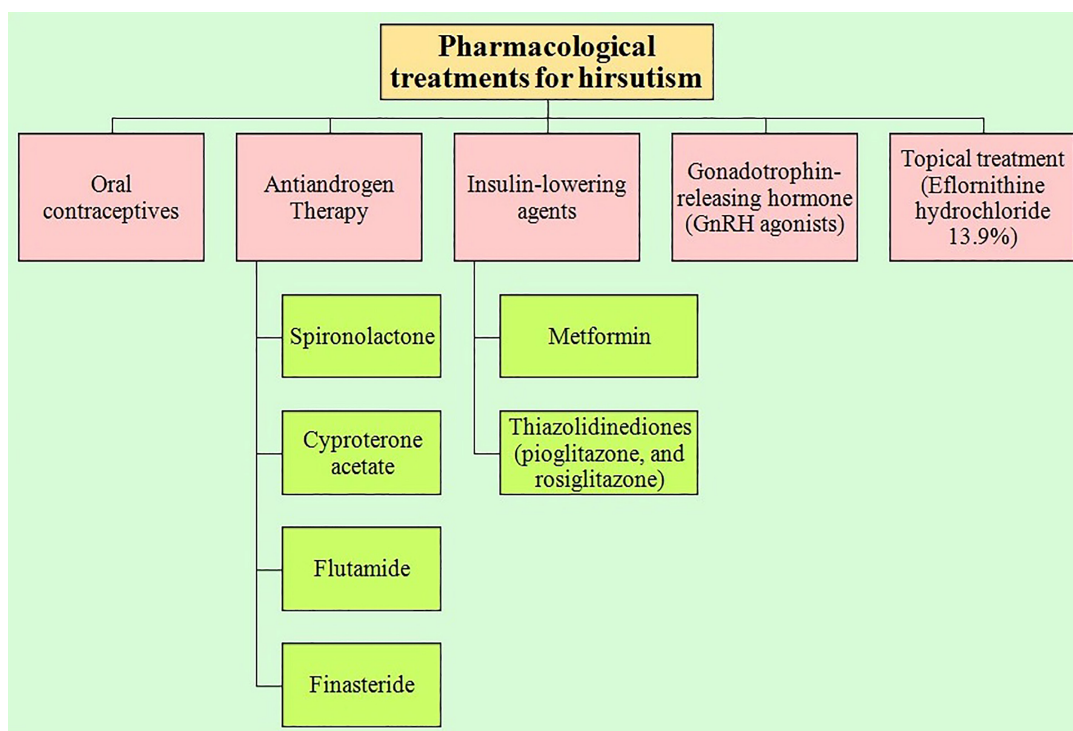 Pharmacological
treatments for hirsutism
Oral
contraceptives
Antiandrogen
Therapy
Insulin-lowering
agents
Gonadotrophin-
releasing hormone
(GnRH agonists)
Topical treatment
(Eflornithine
hydrochloride
13.9%)
Spironolactone
Cyproterone
acetate
Flutamide
Finasteride
Metformin
Thiazolidinediones
(pioglitazone, and
rosiglitazone)